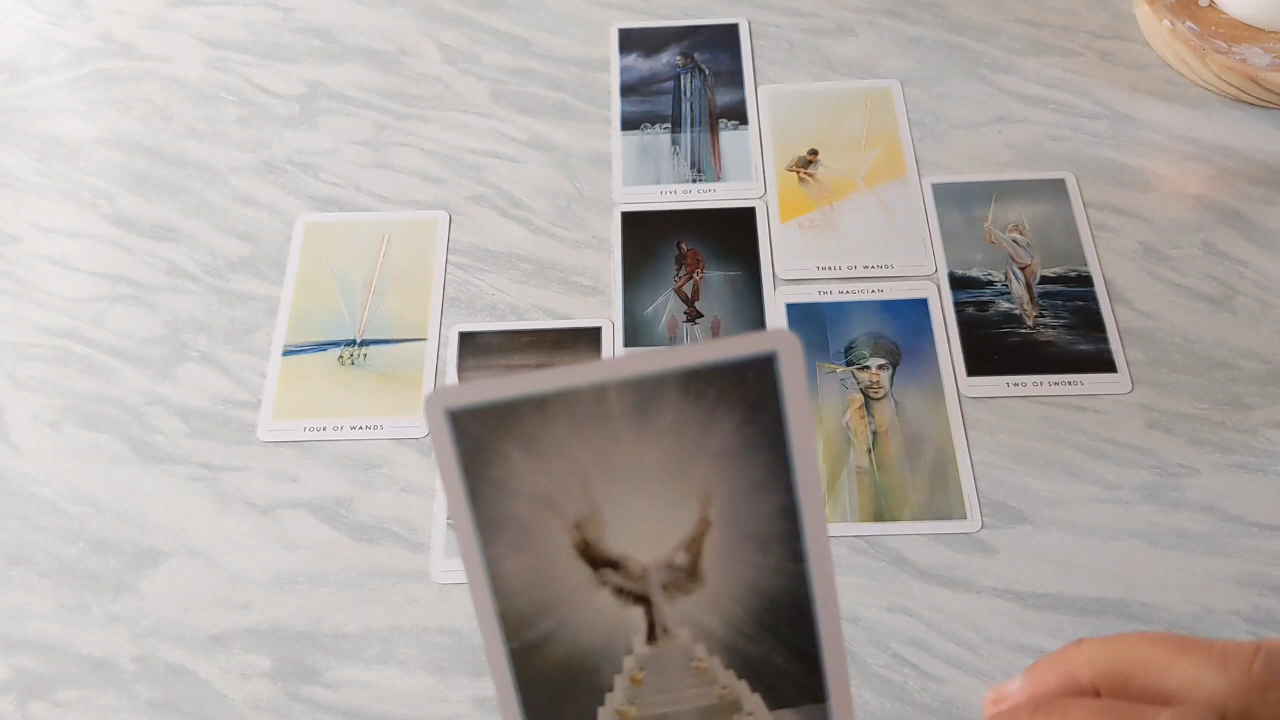 FIVE OF CUPS
THREE OF WANDS
THE MAGICIAN I
TWO OF SWORDS
FOUR OF WANDS